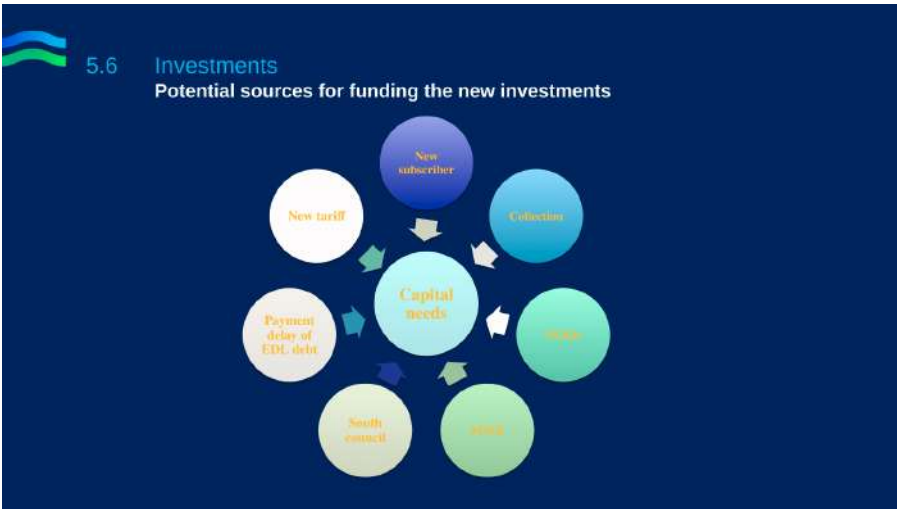 5.6 Investments
Potential sources for funding the new investments
New
subscriber
New tariff
Collection
Capital
needs
Payment
delay of
EDL debt
South
council